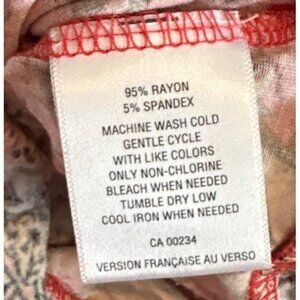 95% RAYON
5% SPANDEX
MACHINE WASH COLD
GENTLE CYCLE
WITH LIKE COLORS
ONLY NON-CHLORINE
BLEACH WHEN NEEDED
TUMBLE DRY LOW
COOL IRON WHEN NEEDED
CA 00234
VERSION FRANÇAISE AU VERSO